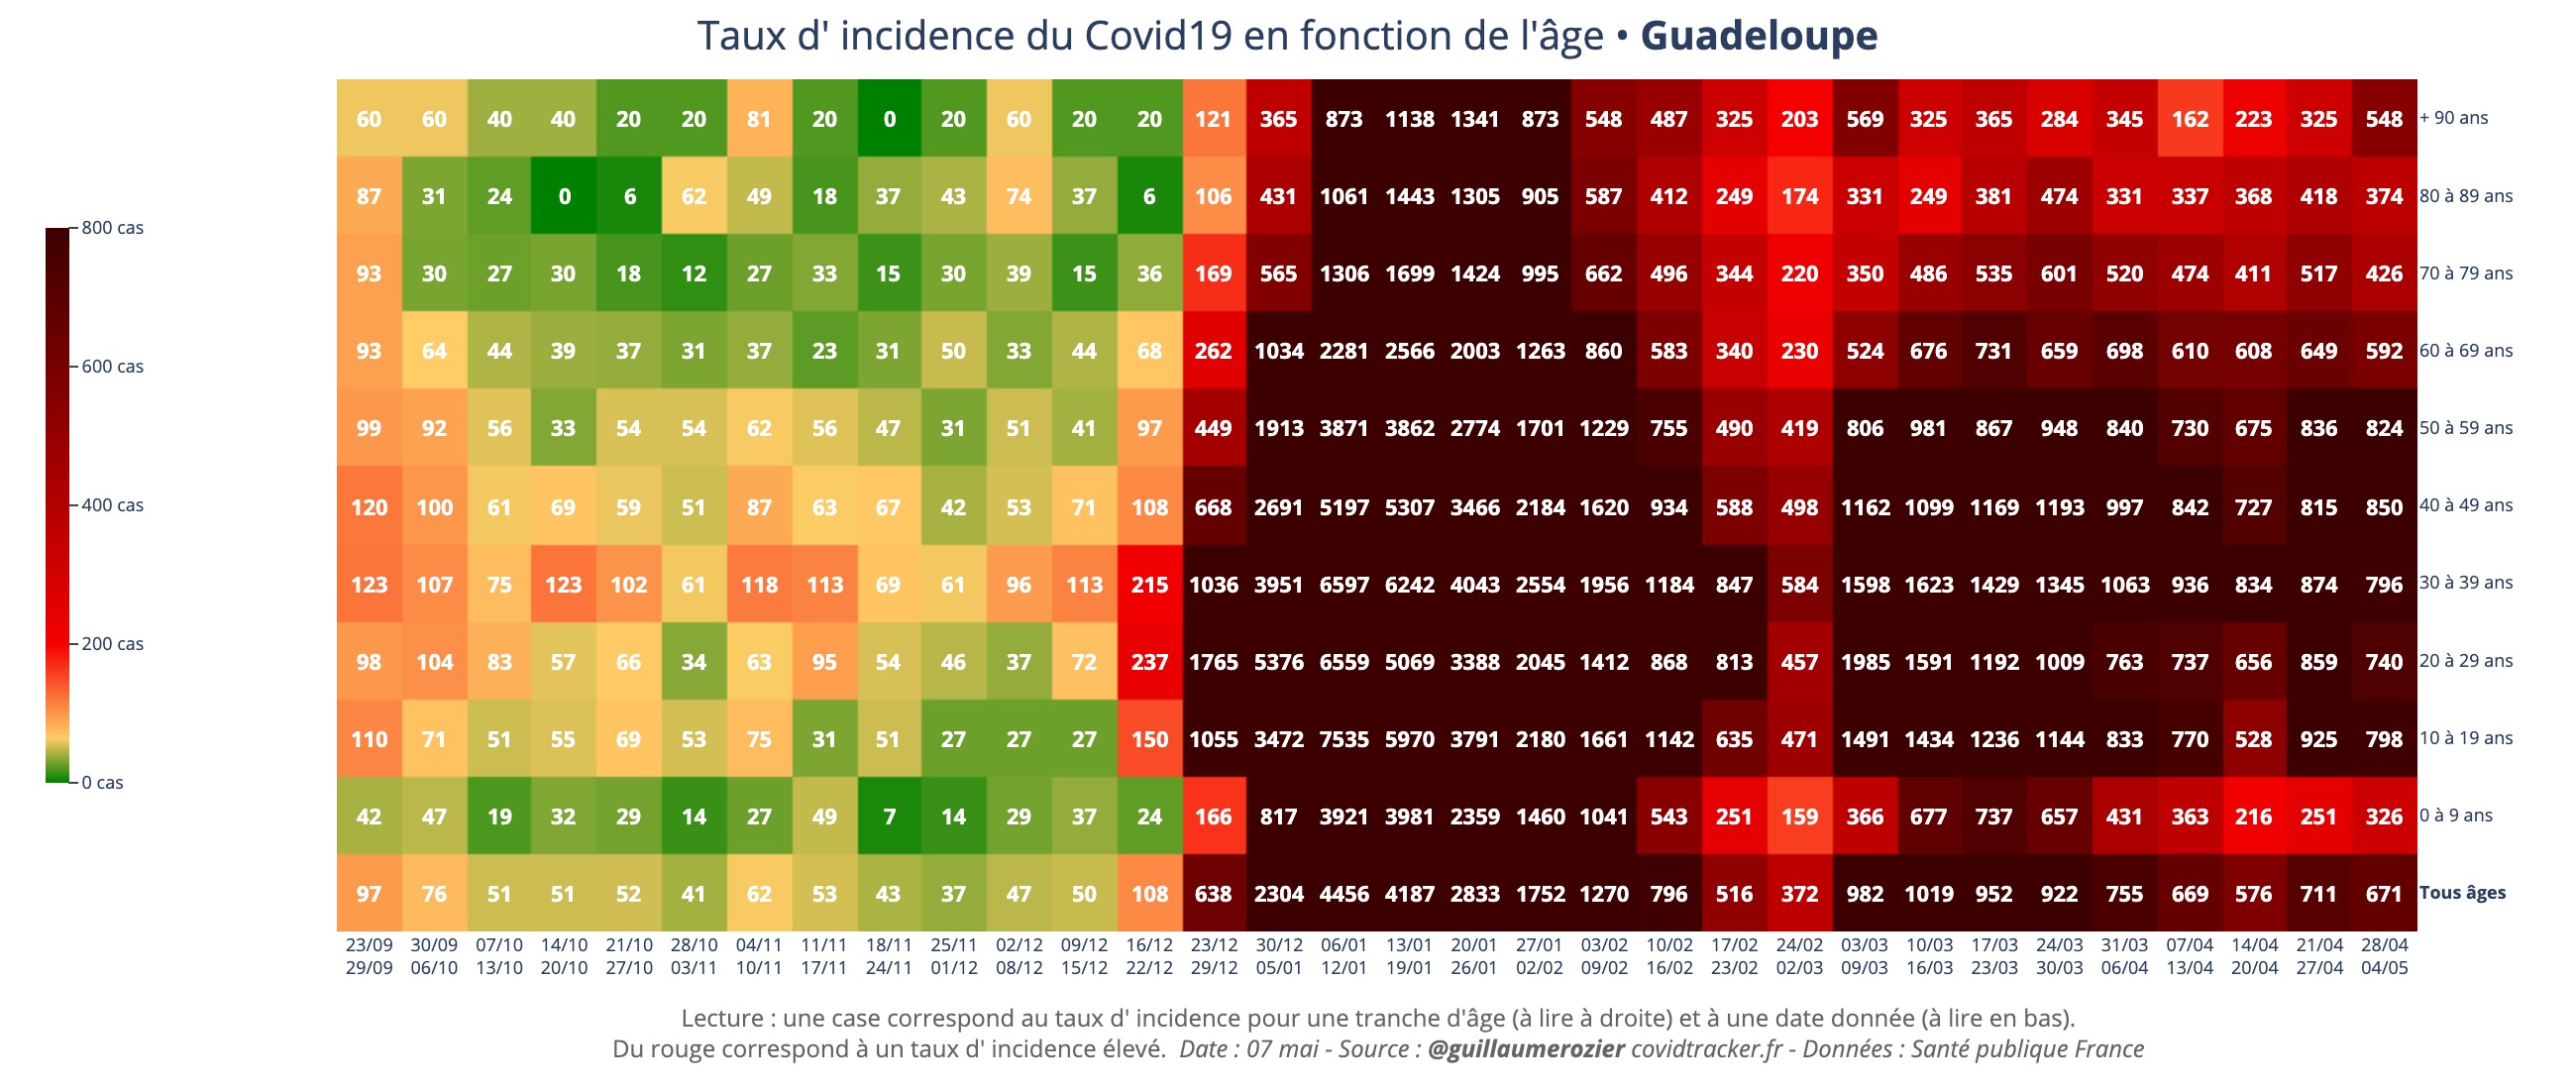 Taux d' incidence du Covid19 en fonction de l'âge • Guadeloupe
800 cas
600 cas
400 cas
200 cas
0 cas
60 60 40 40 20 20 81 20 0 20 60 20 20 121 365 873 1138 1341 873 548 487 325 203 569 325 365 284 345 162 223 325 548 + 90 ans
87 31 24 0 6 62 49 18 37 43 74 37 6 106 431 1061 1443 1305 905 587 412 249 174 331 249 381 474 331 337 368 418 374 80 à 89 ans
93 30 27 30 18 12 27 33 15 30 39 15 36 169 565 1306 1699 1424 995 662 496 344 220 350 486 535 601 520 474 411 517 426 70 à 79 ans
93 64 44 39 37 31 37 23 31 50 33 44 68 262 1034 2281 2566 2003 1263 860 583 340 230 524 676 731 659 698 610 608 649 592 60 à 69 ans
99 92 56 33 54 54 62 56 47 31 51 41 97 449 1913 3871 3862 2774 1701 1229 755 490 419 806 981 867 948 840 730 675 836 824 50 à 59 ans
120 100 61 69 59 51 87 63 67 42 53 71 108 668 2691 5197 5307 3466 2184 1620 934 588 498 1162 1099 1169 1193 997 842 727 815 850 40 à 49 ans
123 107 75 123 102 61 118 113 69 61 96 113 215 1036 3951 6597 6242 4043 2554 1956 1184 847 584 1598 1623 1429 1345 1063 936 834 874 796 30 à 39 ans
98 104 83 57 66 34 63 95 54 46 37 72 237 1765 5376 6559 5069 3388 2045 1412 868 813 457 1985 1591 1192 1009 763 737 656 859 740 20 à 29 ans
110 71 51 55 69 53 75 31 51 27 27 27 150 1055 3472 7535 5970 3791 2180 1661 1142 635 471 1491 1434 1236 1144 833 770 528 925 798 10 à 19 ans
42 47 19 32 29 14 27 49 7 14 29 37 24 166 817 3921 3981 2359 1460 1041 543 251 159 366 677 737 657 431 363 216 251 326 0 à 9 ans
97 76 51 51 52 41 62 53 43 37 47 50 108 638 2304 4456 4187 2833 1752 1270 796 516 372 982 1019 952 922 755 669 576 711 671 Tous âges
23/09 30/09 07/10 14/10 21/10 28/10 04/11 11/11 18/11 25/11 02/12 09/12 16/12 23/12 30/12 06/01 13/01 20/01 27/01 03/02 10/02 17/02 24/02 03/03 10/03 17/03 24/03 31/03 07/04 14/04 21/04 28/04
29/09 06/10 13/10 20/10 27/10 03/11 10/11 17/11 24/11 01/12 08/12 15/12 22/12 29/12 05/01 12/01 19/01 26/01 02/02 09/02 16/02 23/02 02/03 09/03 16/03 23/03 30/03 06/04 13/04 20/04 27/04 04/05
Lecture : une case correspond au taux d' incidence pour une tranche d'âge (à lire à droite) et à une date donnée (à lire en bas).
Du rouge correspond à un taux d' incidence élevé. Date : 07 mai - Source : @guillaumerozier covidtracker.fr - Données : Santé publique France